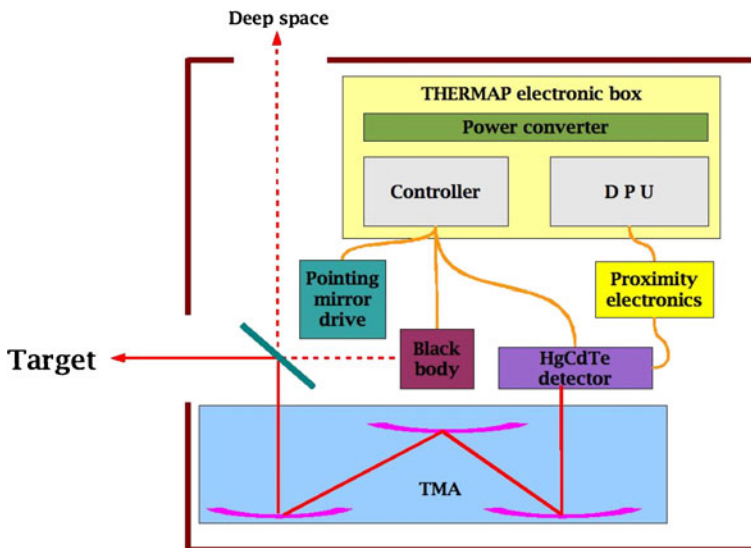 Deep space
THERMAP electronic box
Power converter
Controller
D P U
Pointing
mirror
drive
Proximity
electronics
Target
Black
body
HgCdTe
detector
TMA